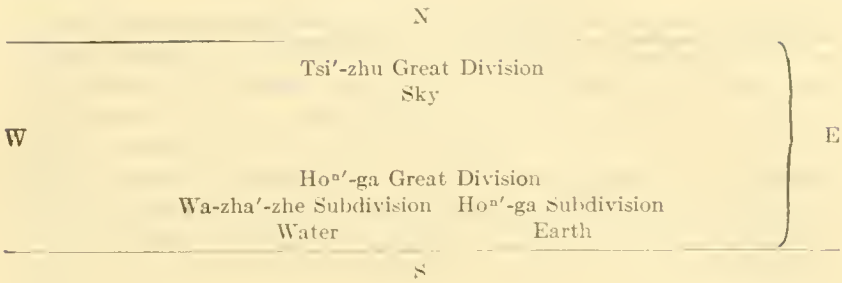 N
Tsi′-zhu Great Division
Sky
W E
Hoⁿ′-ga Great Division
Wa-zha′-zhe Subdivision Hoⁿ′-ga Subdivision
Water Earth
S